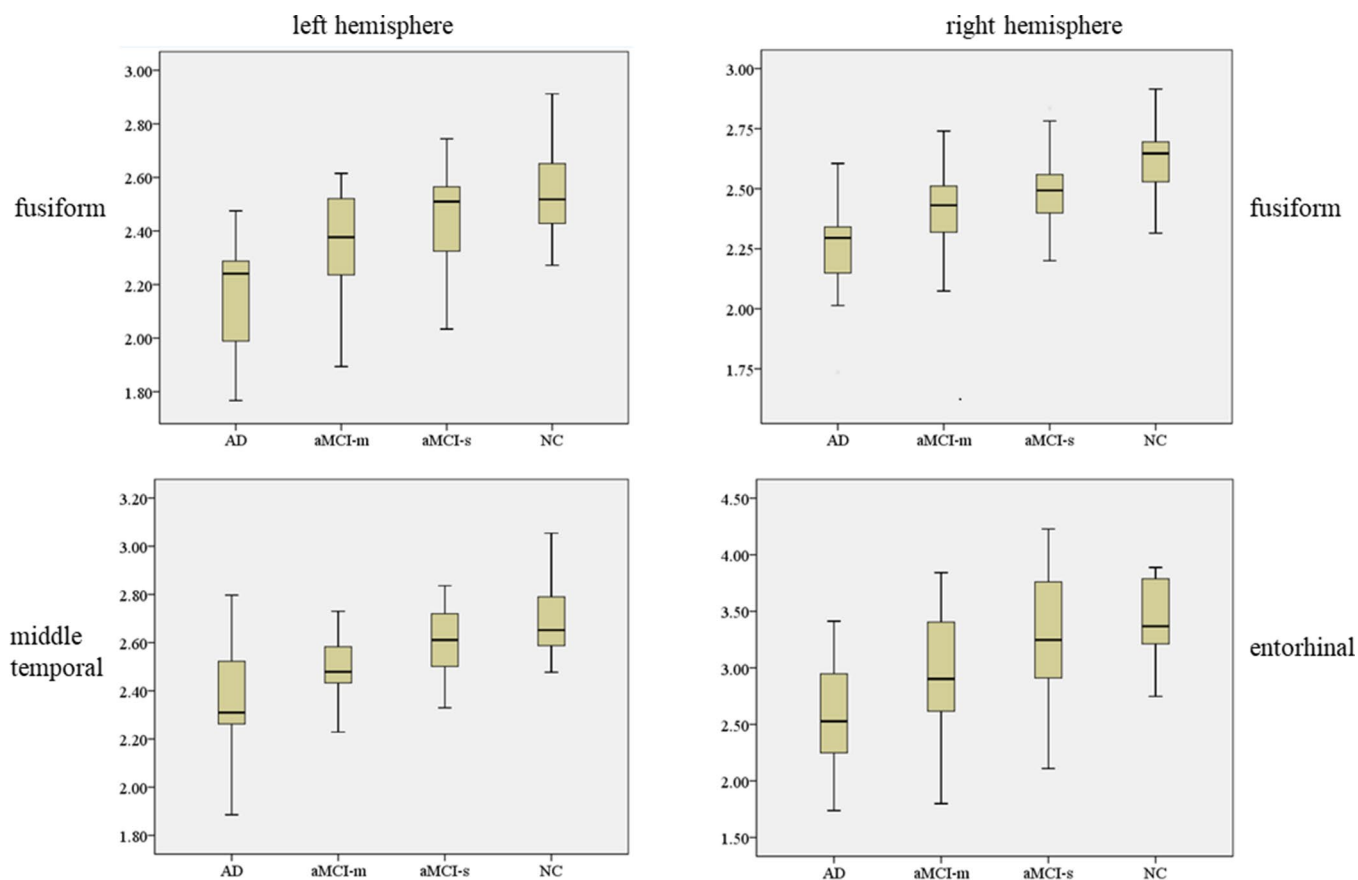 left hemisphere
right hemisphere
3.00
2.80
2.60
2.40
2.20
2.00
1.80
fusiform
AD aMCI-m aMCI-s NC
3.00
2.75
2.50
2.25
2.00
1.75
fusiform
AD aMCI-m aMCI-s NC
3.20
3.00
2.80
2.60
2.40
2.20
2.00
1.80
middle
temporal
AD aMCI-m aMCI-s NC
4.50
4.00
3.50
3.00
2.50
2.00
1.50
entorhinal
AD aMCI-m aMCI-s NC